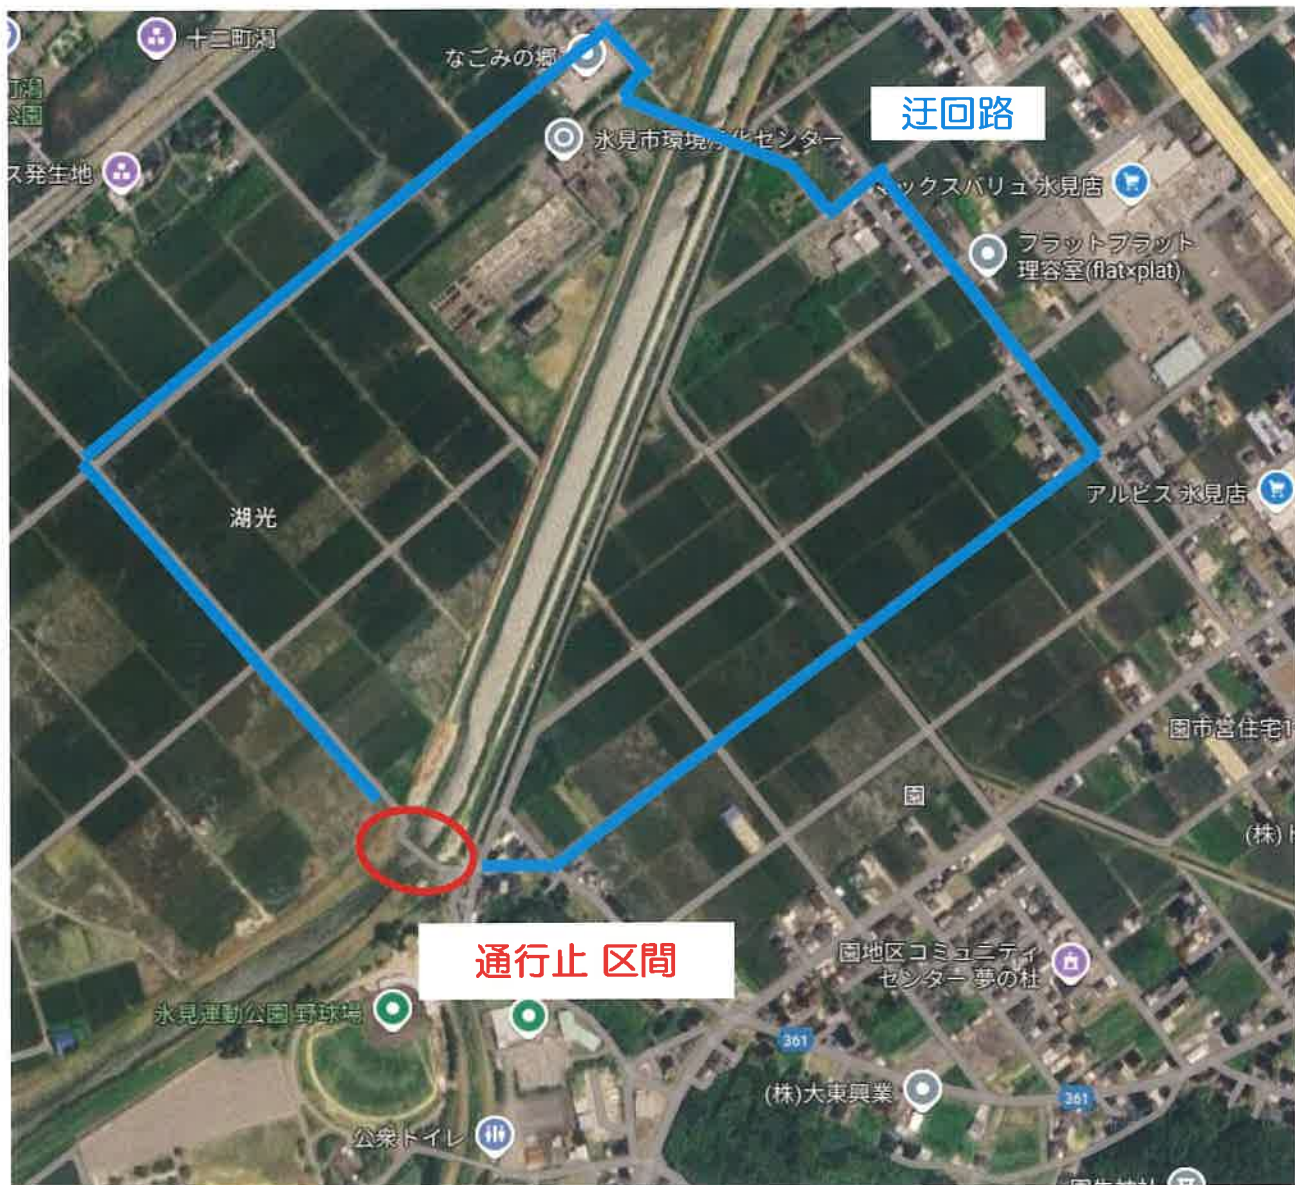 十二町潟
なごみの郷
町潟
公園
迂回路
氷見市環境浄化センター
ス発生地
ックスバリュ 氷見店
フラットプラット
理容室(flat×plat)
湖光
アルビス 氷見店
園市営住宅1
園
(株)
通行止 区間
園地区コミュニティ
センター 夢の杜
氷見運動公園 野球場
361
(株)大東興業
361
公衆トイレ